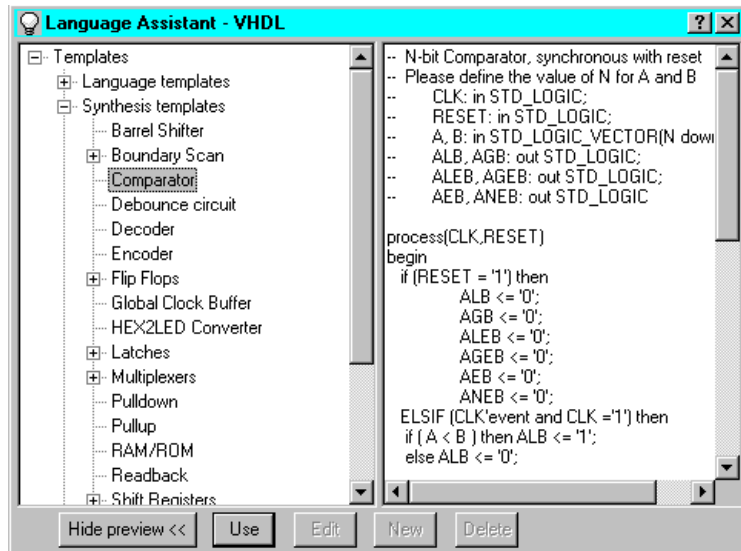 Language Assistant - VHDL
Templates
Language templates
Synthesis templates
Barrel Shifter
Boundary Scan
Comparator
Debounce circuit
Decoder
Encoder
Flip Flops
Global Clock Buffer
HEX2LED Converter
Latches
Multiplexers
Pulldown
Pullup
RAM/ROM
Readback
Shift Registers
-- N-bit Comparator, synchronous with reset
-- Please define the value of N for A and B
-- CLK: in STD_LOGIC;
-- RESET: in STD_LOGIC;
-- A, B: in STD_LOGIC_VECTOR(N dow
-- ALB, AGB: out STD_LOGIC;
-- ALEB, AGEB: out STD_LOGIC;
-- AEB, ANEB: out STD_LOGIC
process(CLK,RESET)
begin
if (RESET = '1') then
ALB <= '0';
AGB <= '0';
ALEB <= '0';
AGEB <= '0';
AEB <= '0';
ANEB <= '0';
ELSIF (CLK'event and CLK ='1') then
if ( A < B ) then ALB <= '1';
else ALB <= '0';
Hide preview << Use Edit New Delete